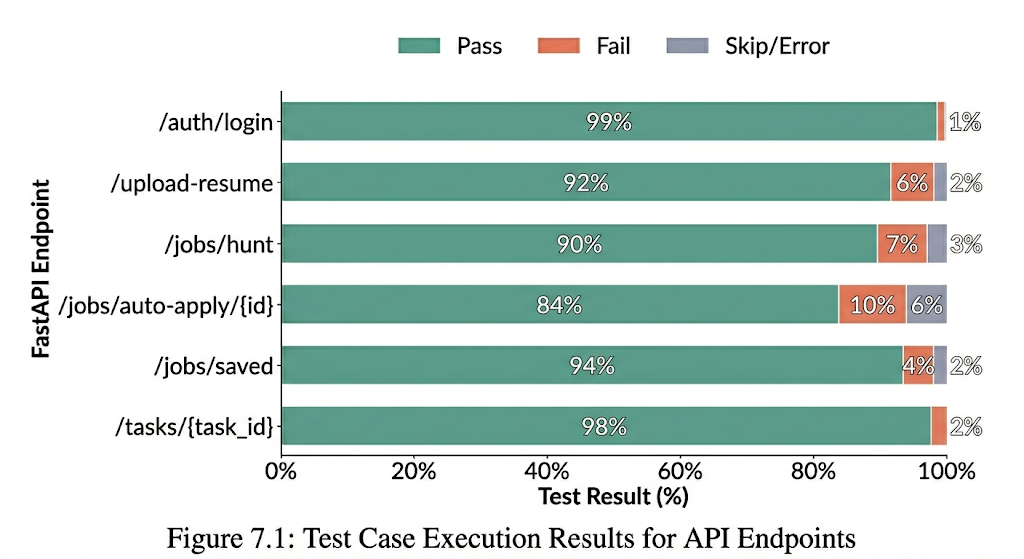 Pass Fail Skip/Error
FastAPI Endpoint
/auth/login 99% 1%
/upload-resume 92% 6% 2%
/jobs/hunt 90% 7% 3%
/jobs/auto-apply/{id} 84% 10% 6%
/jobs/saved 94% 4% 2%
/tasks/{task_id} 98% 2%
0% 20% 40% 60% 80% 100%
Test Result (%)
Figure 7.1: Test Case Execution Results for API Endpoints